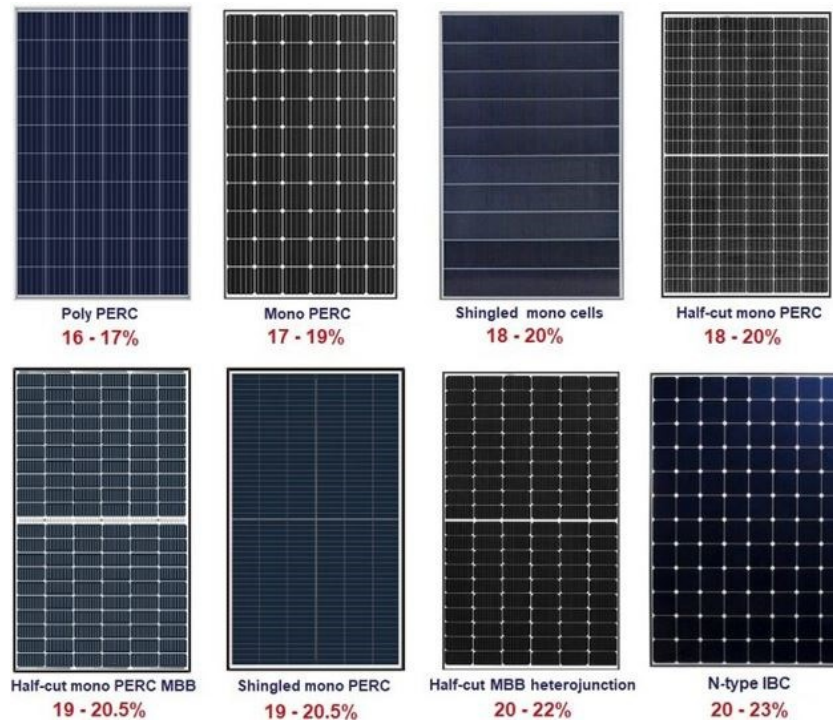 Poly PERC
16 - 17%
Mono PERC
17 - 19%
Shingled mono cells
18 - 20%
Half-cut mono PERC
18 - 20%
Half-cut mono PERC MBB
19 - 20.5%
Shingled mono PERC
19 - 20.5%
Half-cut MBB heterojunction
20 - 22%
N-type IBC
20 - 23%